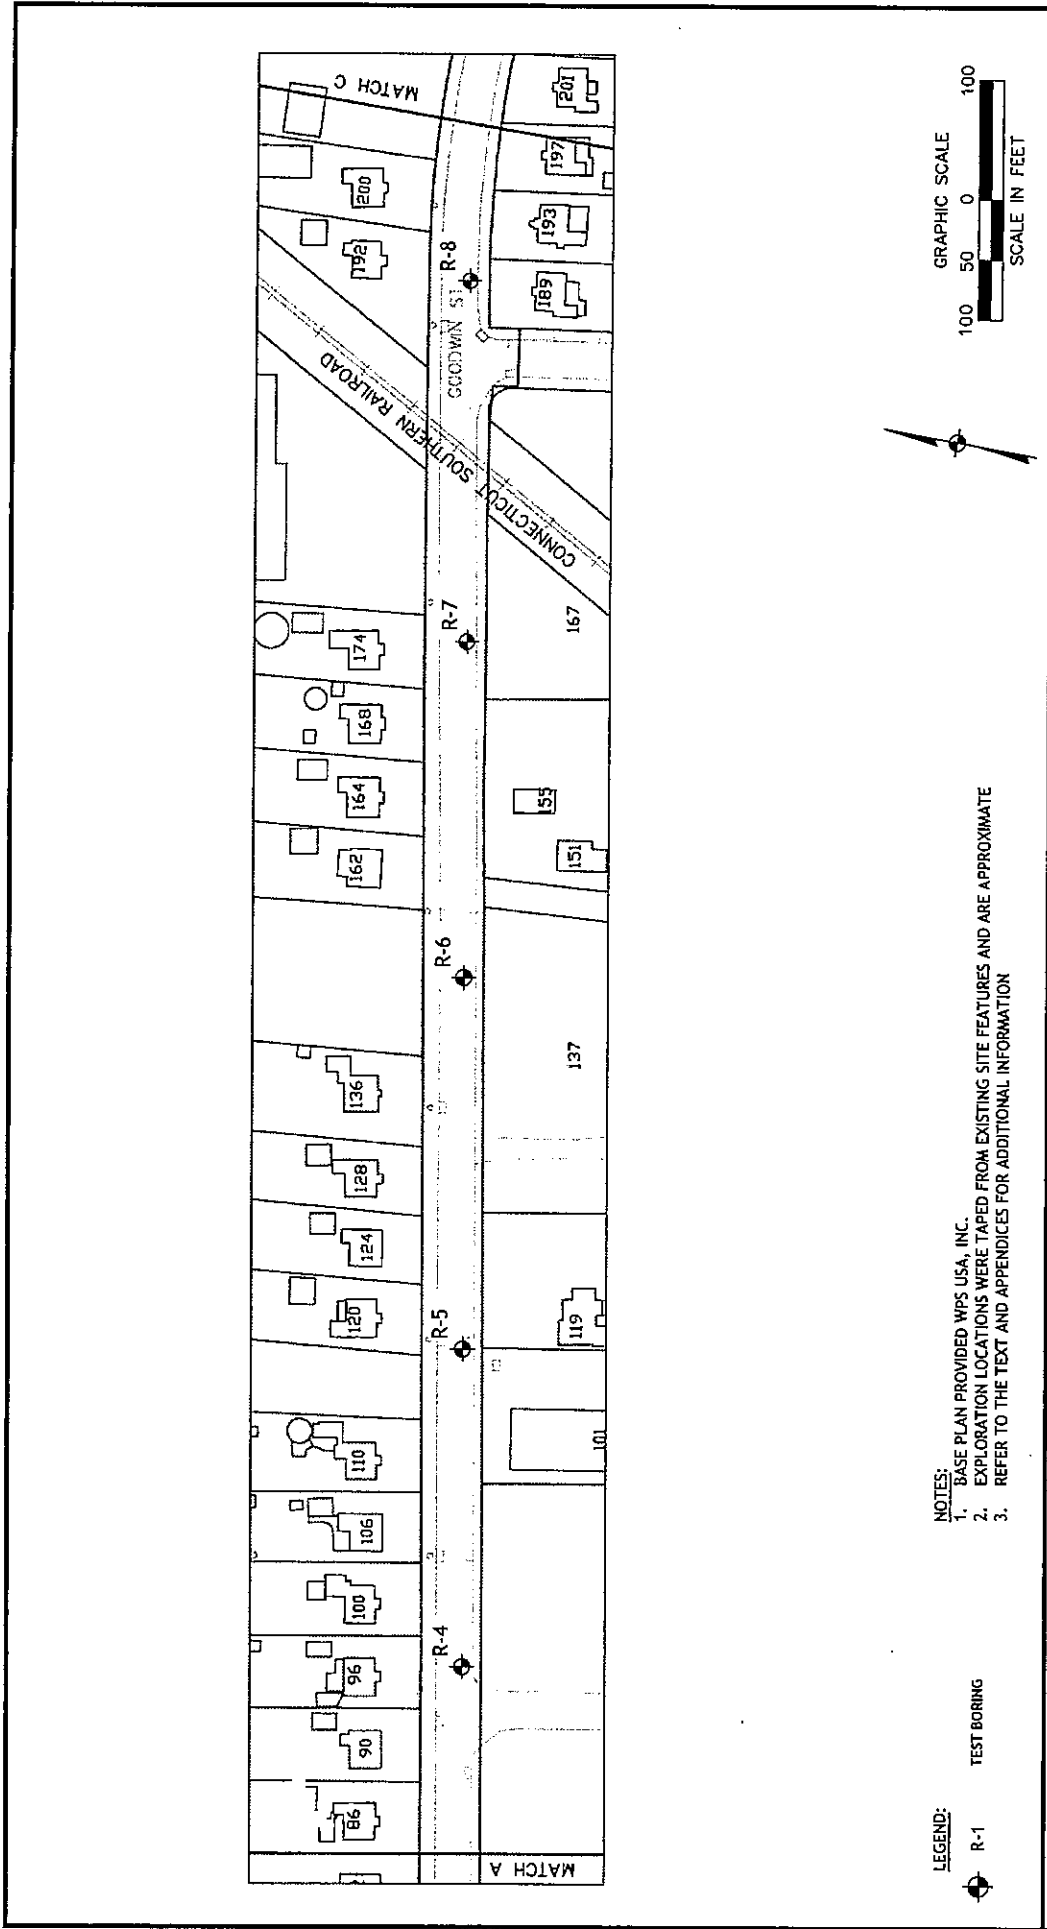 MATCH A
86
90
96
100
106
110
120
124
128
136
162
164
168
174
192
200
MATCH C
R-4
R-5
R-6
R-7
R-8
GOODWIN ST
CONNECTICUT SOUTHERN RAILROAD
101
119
137
151
155
167
189
193
197
201
LEGEND:
R-1 TEST BORING
NOTES:
1. BASE PLAN PROVIDED WPS USA, INC.
2. EXPLORATION LOCATIONS WERE TAPED FROM EXISTING SITE FEATURES AND ARE APPROXIMATE
3. REFER TO THE TEXT AND APPENDICES FOR ADDITIONAL INFORMATION
GRAPHIC SCALE
100 50 0 100
SCALE IN FEET